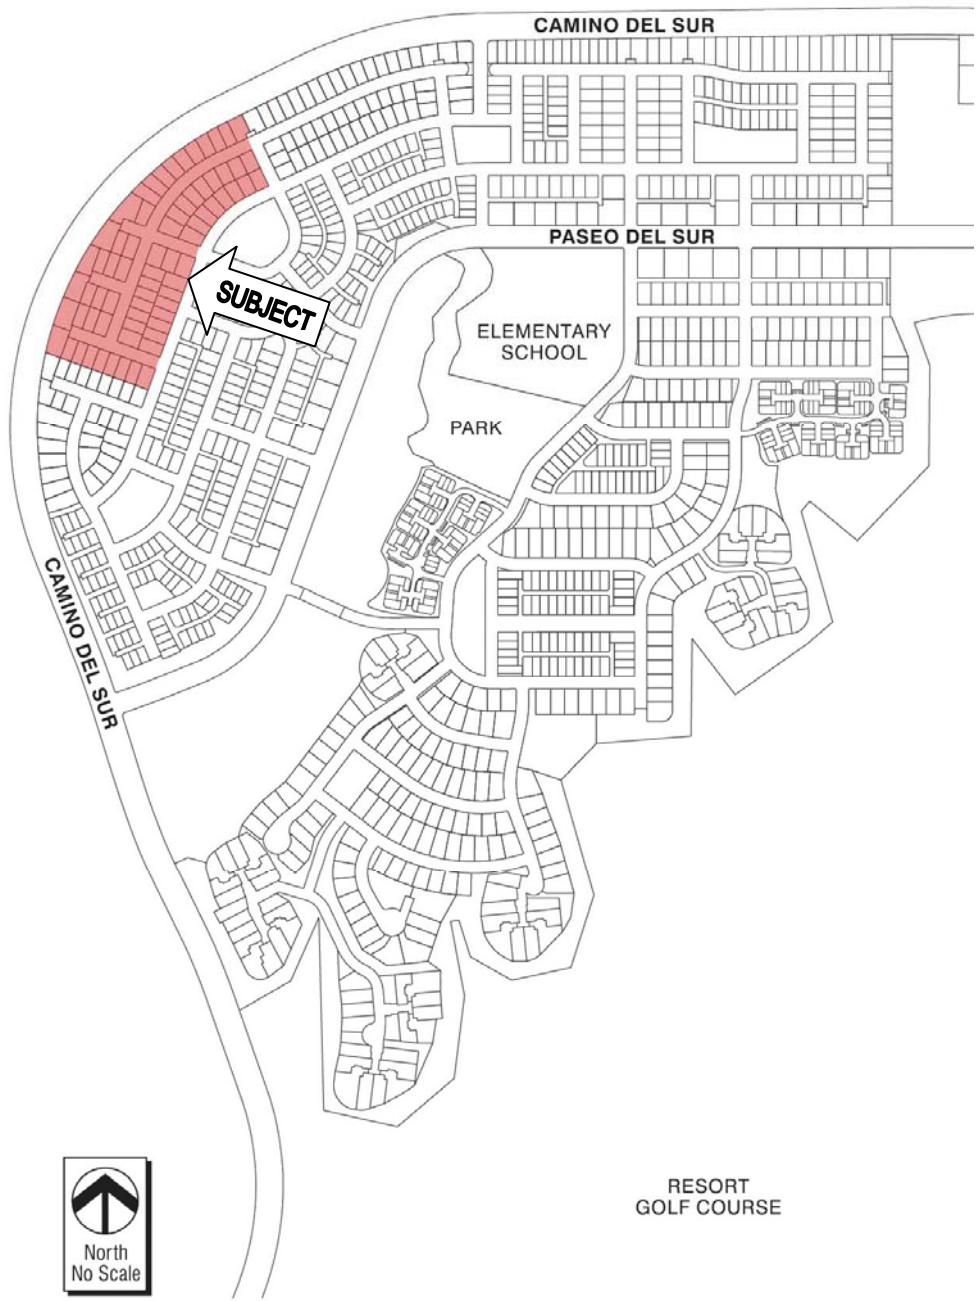 CAMINO DEL SUR
PASEO DEL SUR
SUBJECT
ELEMENTARY
SCHOOL
PARK
CAMINO DEL SUR
RESORT
GOLF COURSE
North
No Scale